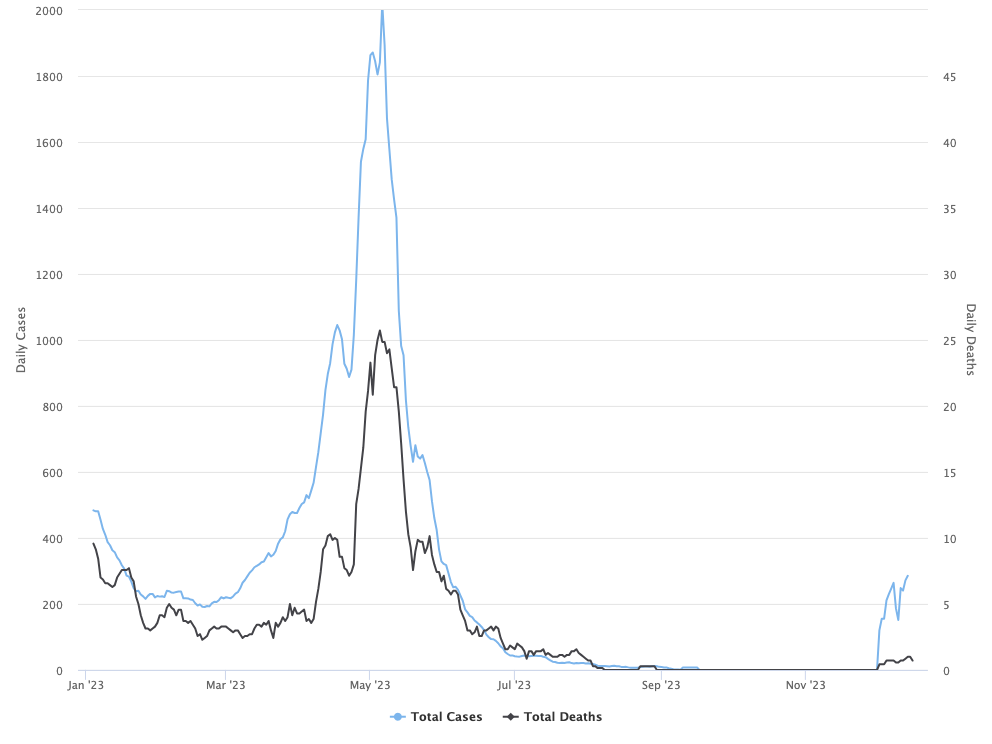 2000
1800
1600
1400
1200
1000
800
600
400
200
0
Daily Cases
45
40
35
30
25
20
15
10
5
0
Daily Deaths
Jan '23
Mar '23
May '23
Jul '23
Sep '23
Nov '23
Total Cases
Total Deaths